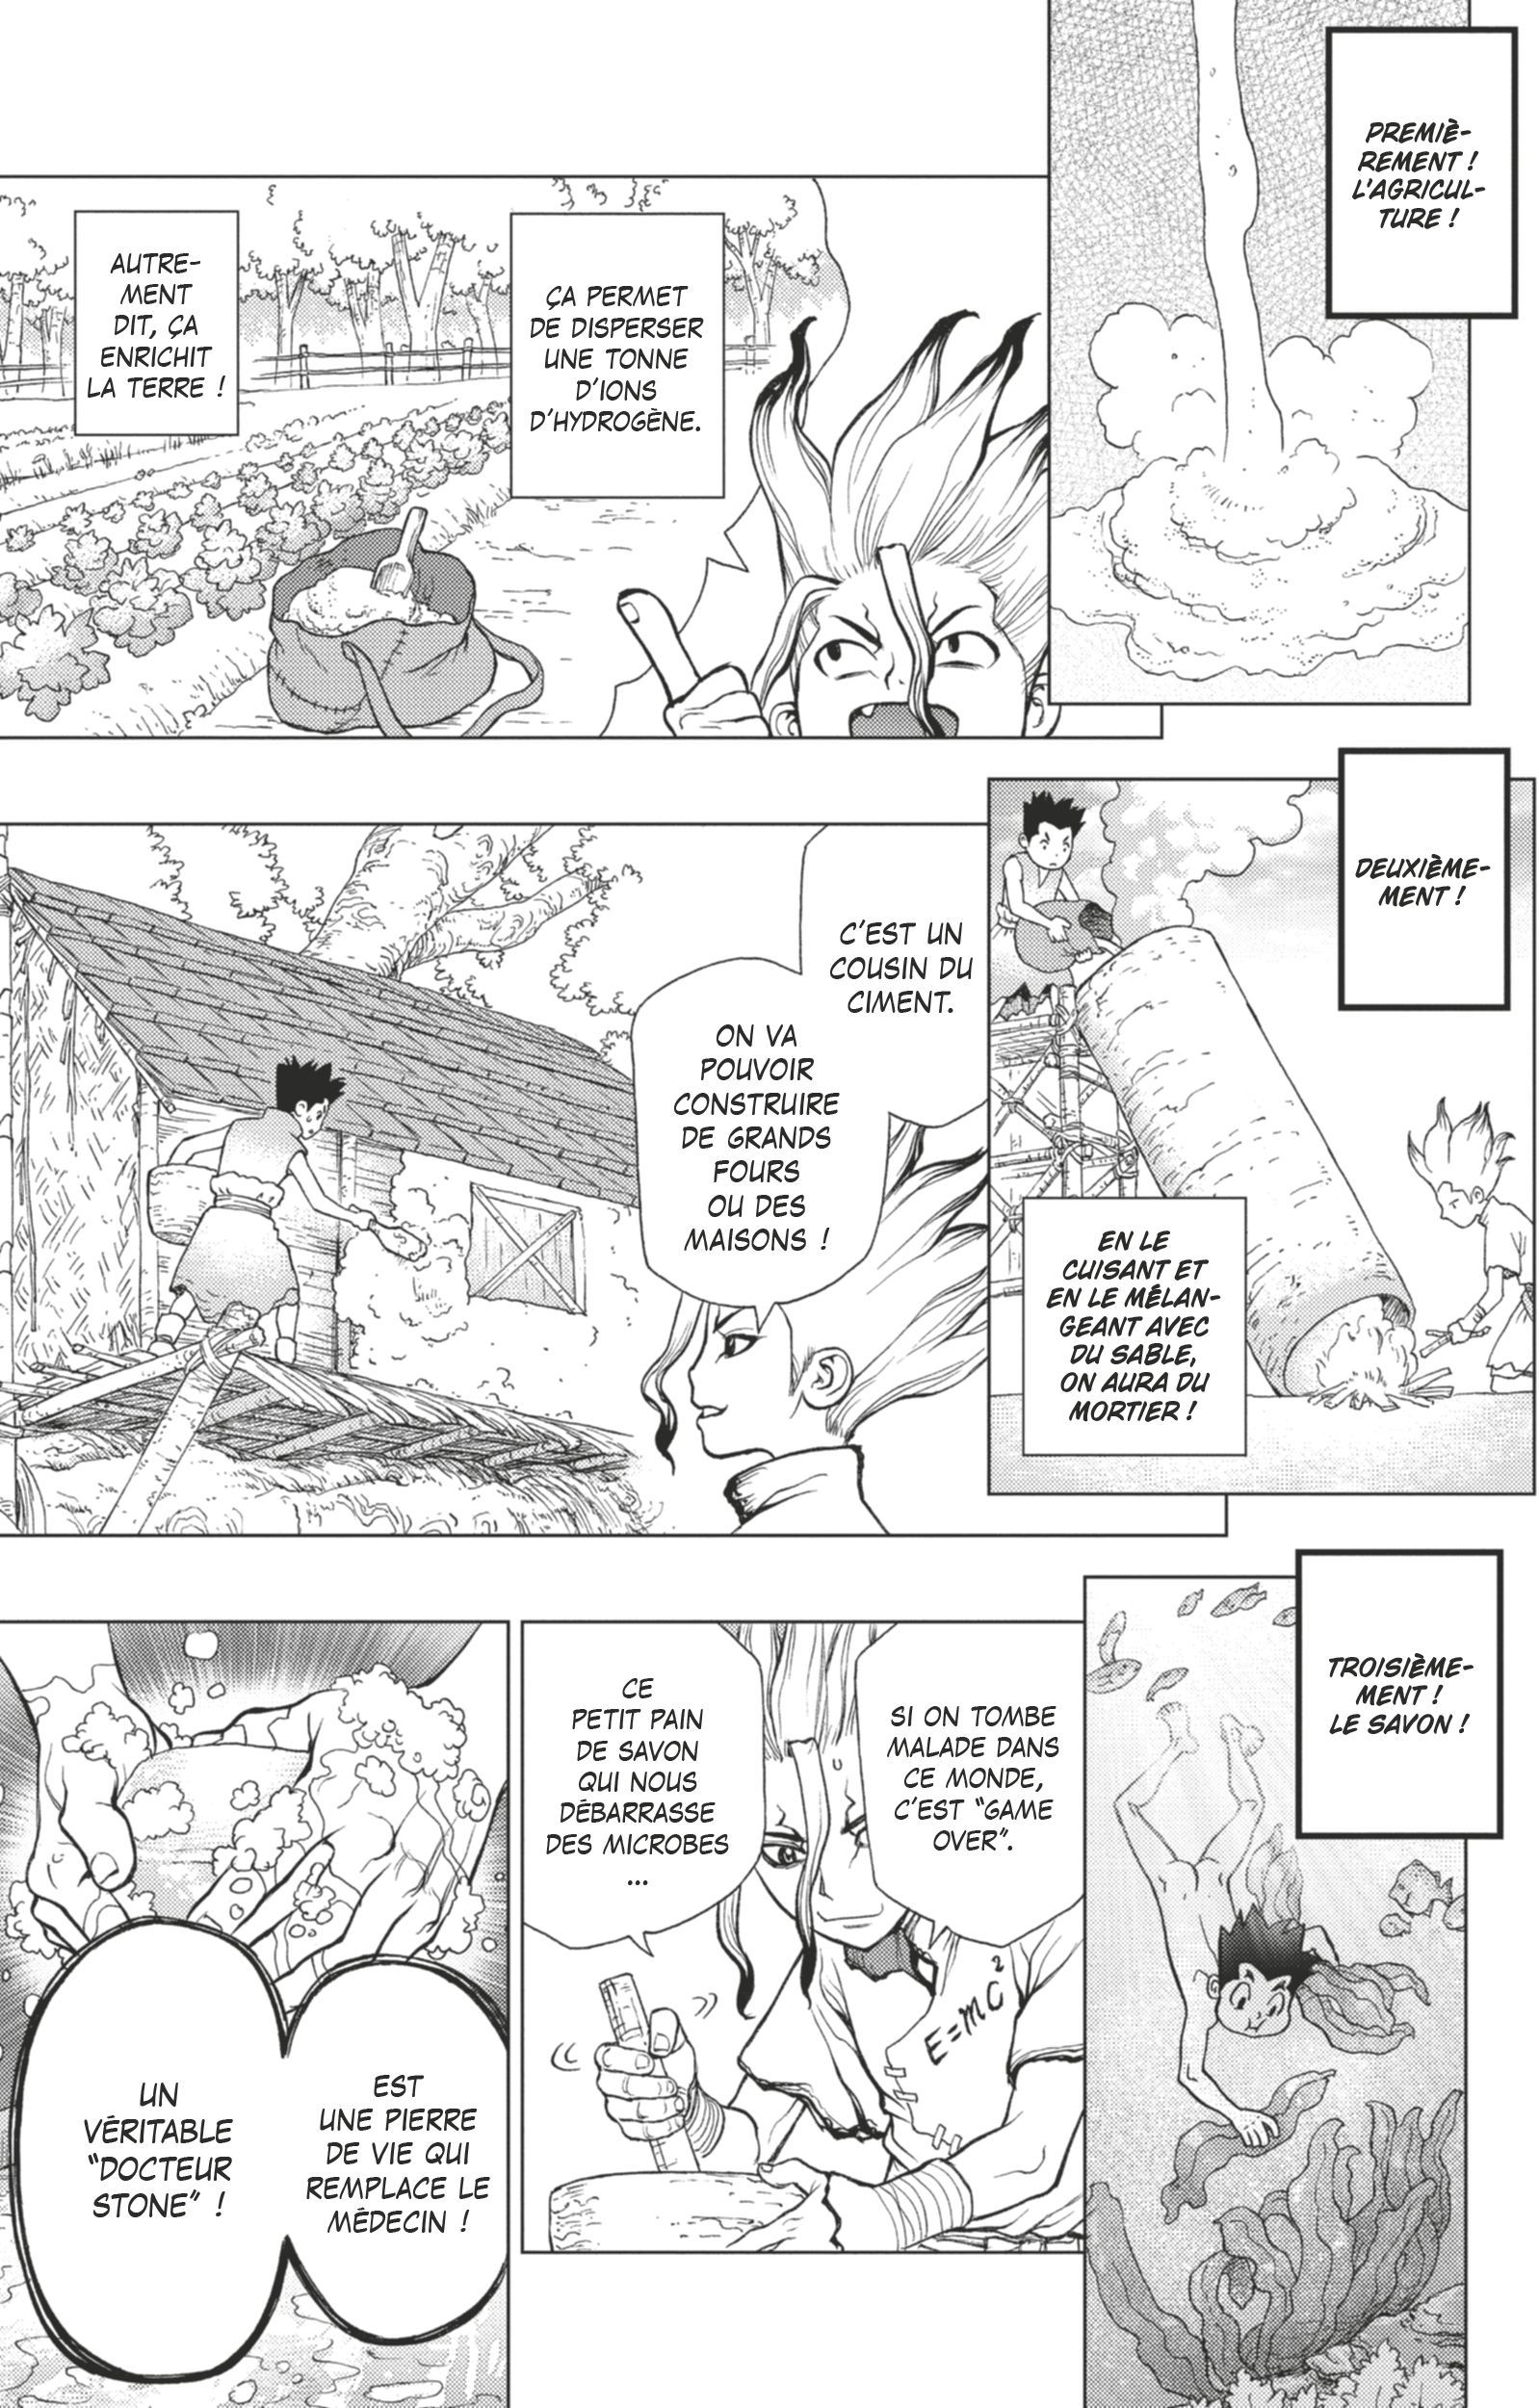 PREMIÈ-
REMENT !
L'AGRICUL-
TURE !
ÇA PERMET
DE DISPERSER
UNE TONNE
D'IONS
D'HYDROGÈNE.
AUTRE-
MENT
DIT, ÇA
ENRICHIT
LA TERRE !
DEUXIÈME-
MENT !
EN LE
CUISANT ET
EN LE MÉLAN-
GEANT AVEC
DU SABLE,
ON AURA DU
MORTIER !
C'EST UN
COUSIN DU
CIMENT.
ON VA
POUVOIR
CONSTRUIRE
DE GRANDS
FOURS
OU DES
MAISONS !
TROISIÈME-
MENT !
LE SAVON !
SI ON TOMBE
MALADE DANS
CE MONDE,
C'EST "GAME
OVER".
CE
PETIT PAIN
DE SAVON
QUI NOUS
DÉBARRASSE
DES MICROBES
...
E=mC²
EST
UNE PIERRE
DE VIE QUI
REMPLACE LE
MÉDECIN !
UN
VÉRITABLE
"DOCTEUR
STONE" !